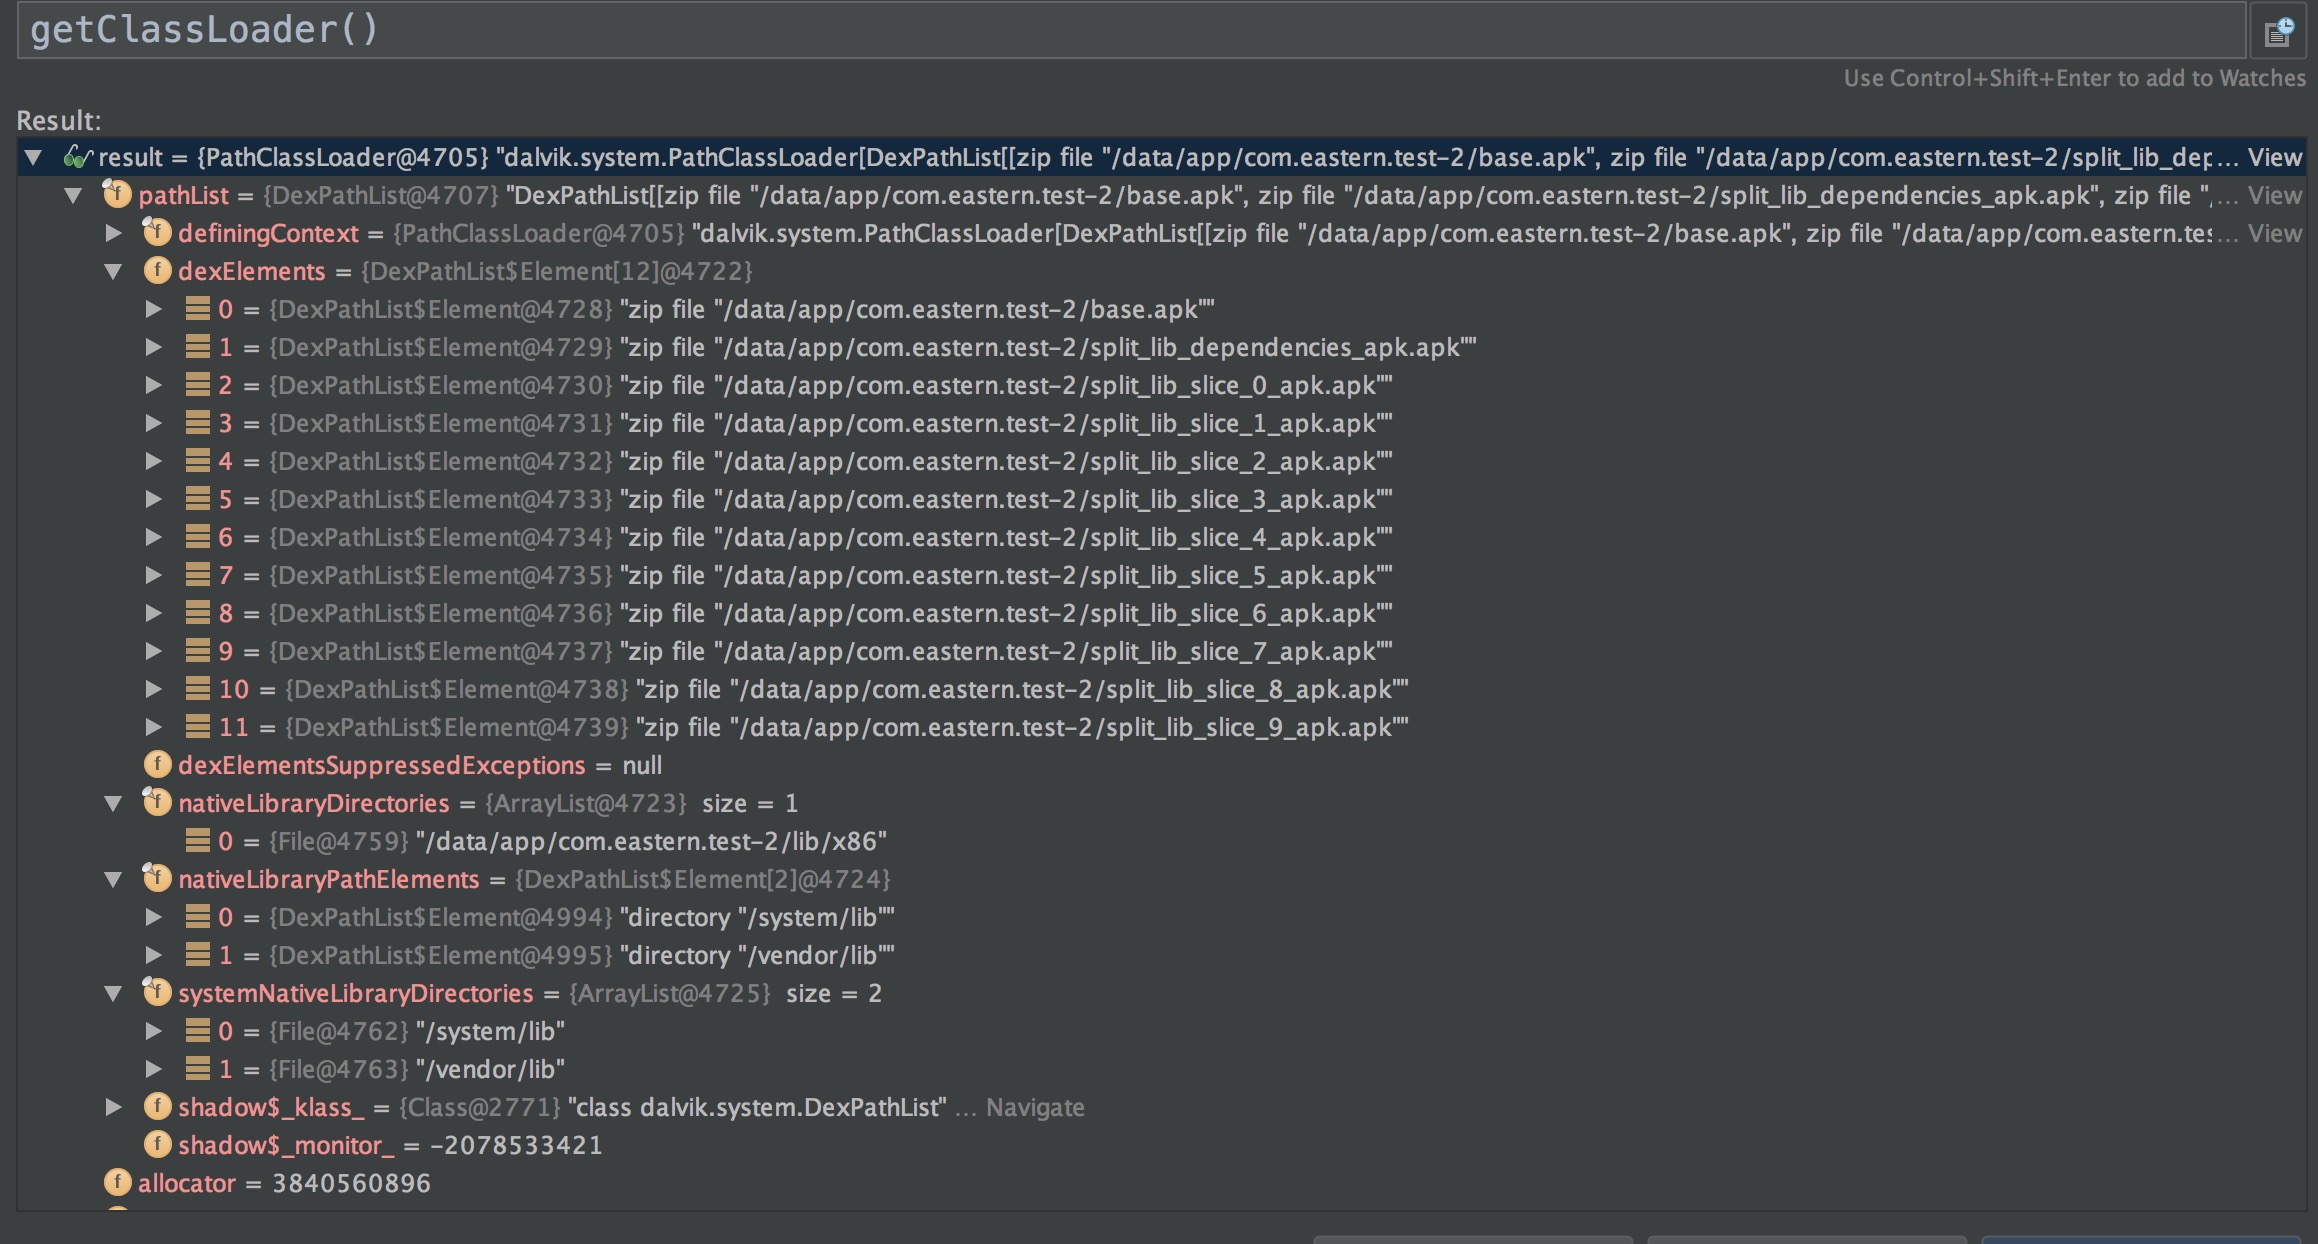 getClassLoader()
Use Control+Shift+Enter to add to Watches
Result:
result = {PathClassLoader@4705} "dalvik.system.PathClassLoader[DexPathList[[zip file "/data/app/com.eastern.test-2/base.apk", zip file "/data/app/com.eastern.test-2/split_lib_dep... View
f pathList = {DexPathList@4707} "DexPathList[[zip file "/data/app/com.eastern.test-2/base.apk", zip file "/data/app/com.eastern.test-2/split_lib_dependencies_apk.apk", zip file "/... View
f definingContext = {PathClassLoader@4705} "dalvik.system.PathClassLoader[DexPathList[[zip file "/data/app/com.eastern.test-2/base.apk", zip file "/data/app/com.eastern.tes... View
f dexElements = {DexPathList$Element[12]@4722}
0 = {DexPathList$Element@4728} "zip file "/data/app/com.eastern.test-2/base.apk""
1 = {DexPathList$Element@4729} "zip file "/data/app/com.eastern.test-2/split_lib_dependencies_apk.apk""
2 = {DexPathList$Element@4730} "zip file "/data/app/com.eastern.test-2/split_lib_slice_0_apk.apk""
3 = {DexPathList$Element@4731} "zip file "/data/app/com.eastern.test-2/split_lib_slice_1_apk.apk""
4 = {DexPathList$Element@4732} "zip file "/data/app/com.eastern.test-2/split_lib_slice_2_apk.apk""
5 = {DexPathList$Element@4733} "zip file "/data/app/com.eastern.test-2/split_lib_slice_3_apk.apk""
6 = {DexPathList$Element@4734} "zip file "/data/app/com.eastern.test-2/split_lib_slice_4_apk.apk""
7 = {DexPathList$Element@4735} "zip file "/data/app/com.eastern.test-2/split_lib_slice_5_apk.apk""
8 = {DexPathList$Element@4736} "zip file "/data/app/com.eastern.test-2/split_lib_slice_6_apk.apk""
9 = {DexPathList$Element@4737} "zip file "/data/app/com.eastern.test-2/split_lib_slice_7_apk.apk""
10 = {DexPathList$Element@4738} "zip file "/data/app/com.eastern.test-2/split_lib_slice_8_apk.apk""
11 = {DexPathList$Element@4739} "zip file "/data/app/com.eastern.test-2/split_lib_slice_9_apk.apk""
f dexElementsSuppressedExceptions = null
f nativeLibraryDirectories = {ArrayList@4723} size = 1
0 = {File@4759} "/data/app/com.eastern.test-2/lib/x86"
f nativeLibraryPathElements = {DexPathList$Element[2]@4724}
0 = {DexPathList$Element@4994} "directory "/system/lib""
1 = {DexPathList$Element@4995} "directory "/vendor/lib""
f systemNativeLibraryDirectories = {ArrayList@4725} size = 2
0 = {File@4762} "/system/lib"
1 = {File@4763} "/vendor/lib"
f shadow$_klass_ = {Class@2771} "class dalvik.system.DexPathList" ... Navigate
f shadow$_monitor_ = -2078533421
f allocator = 3840560896